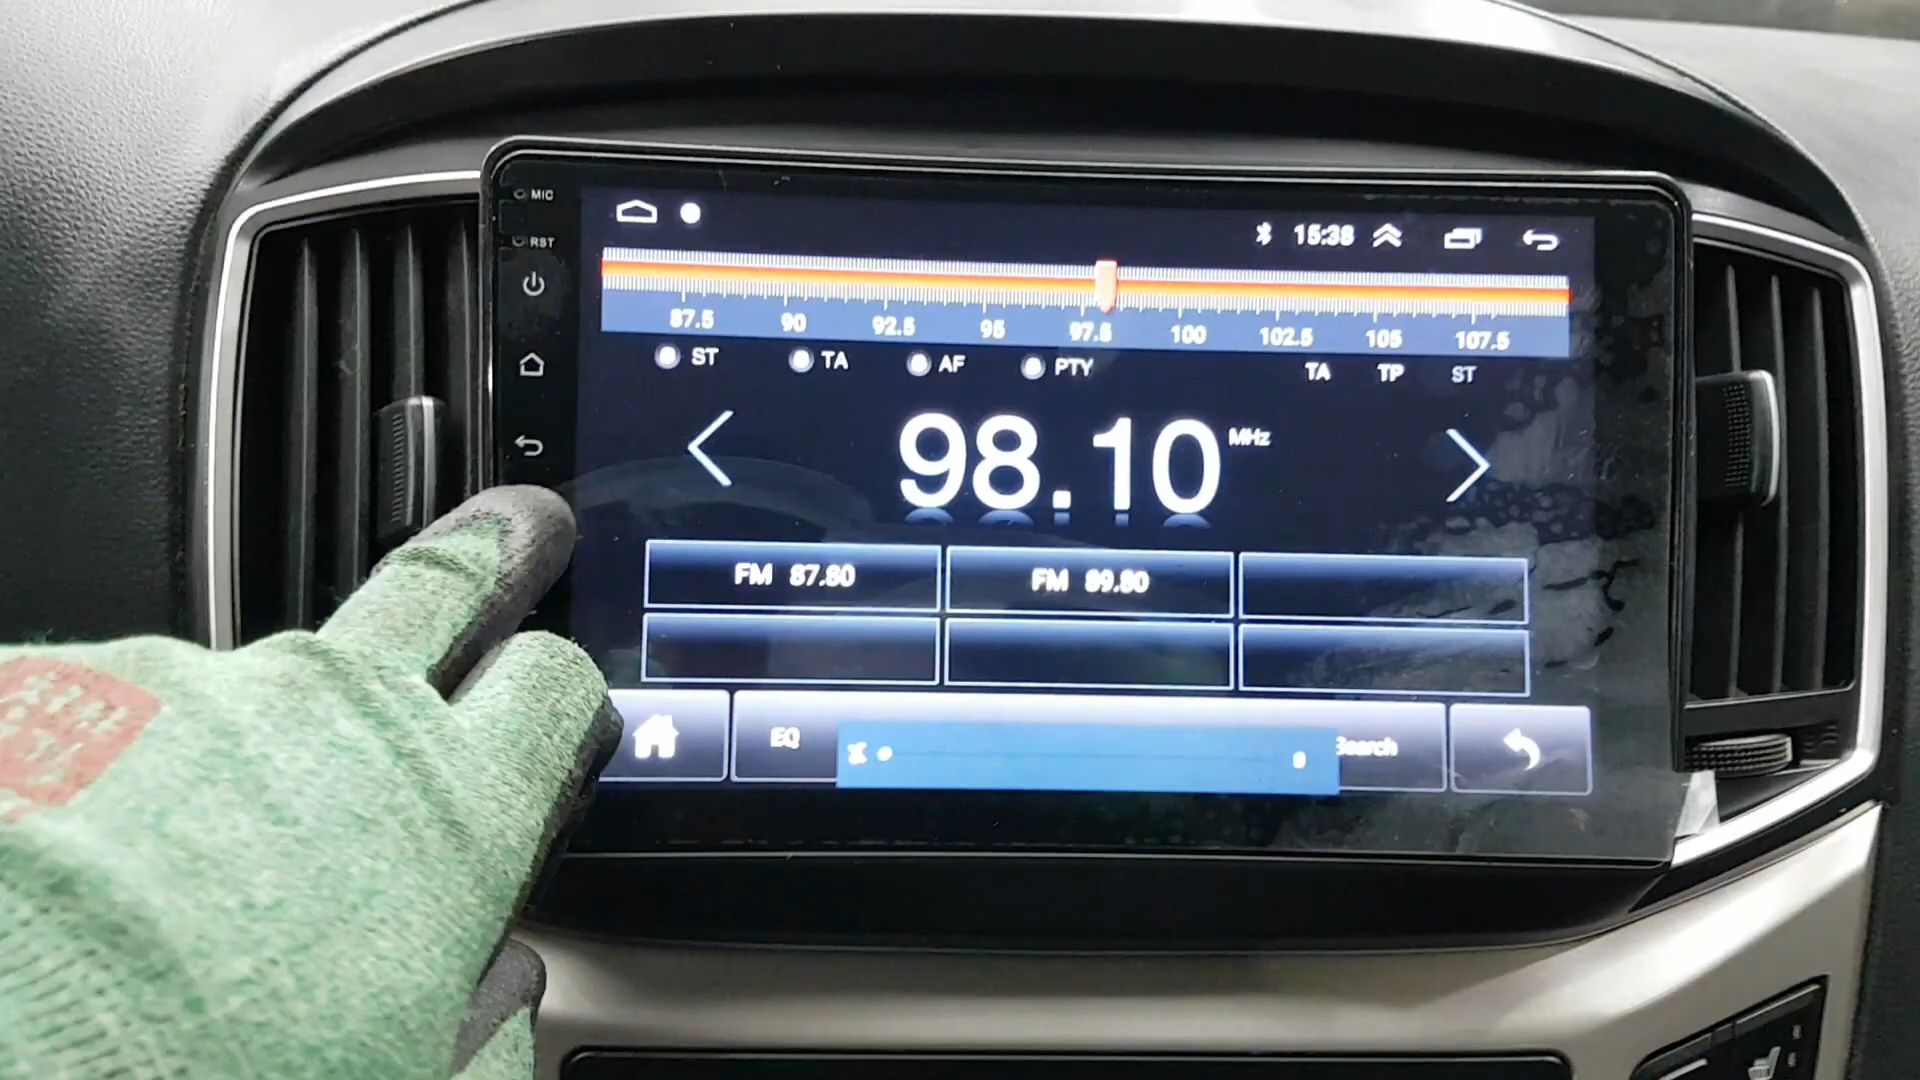 MIC
RST
15:38
87.5 90 92.5 95 97.5 100 102.5 105 107.5
ST TA AF PTY TA TP ST
98.10 MHz
FM 87.80 FM 89.80
EQ 0 Search